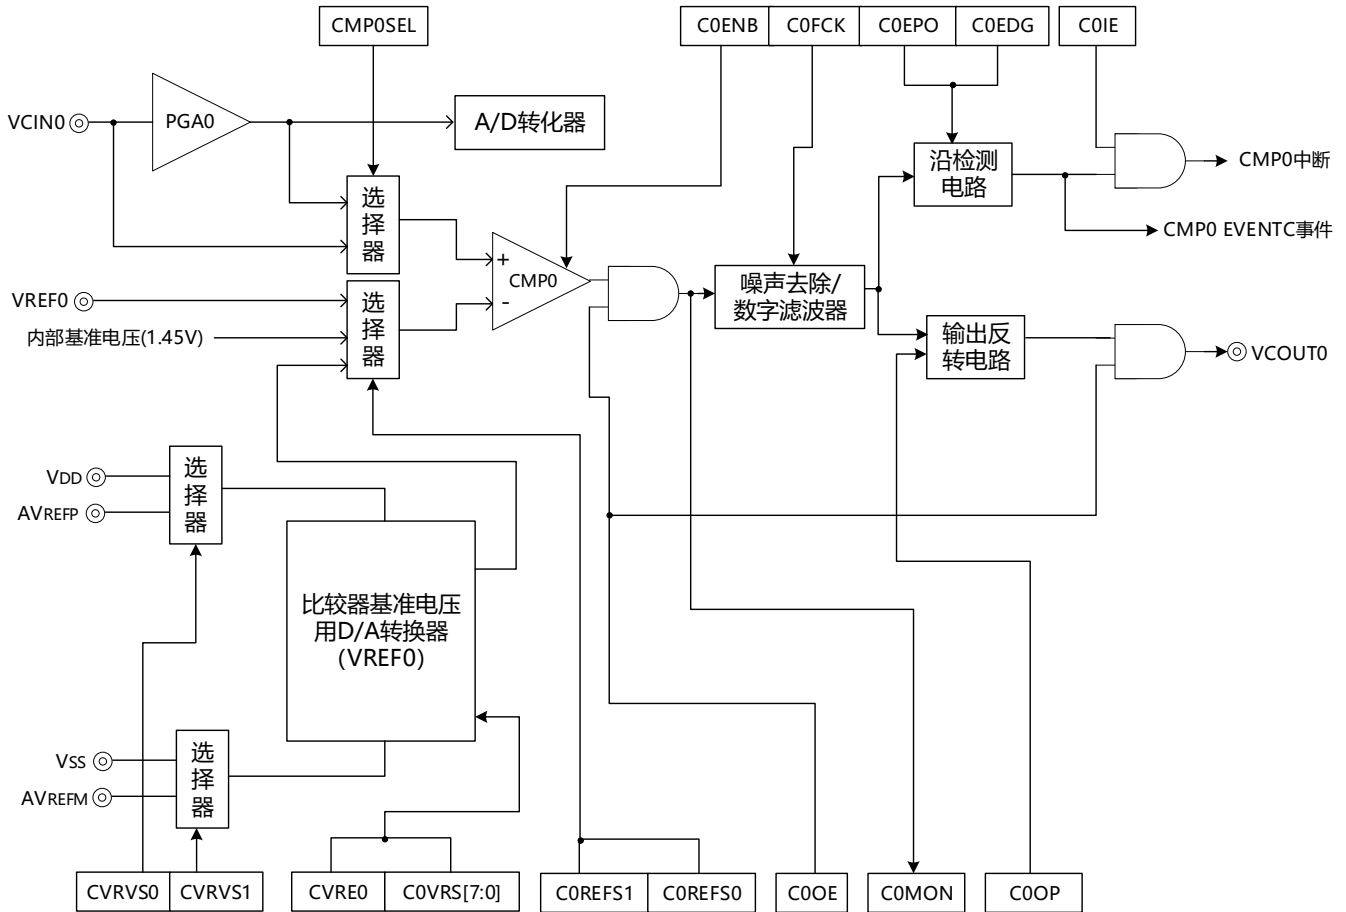 CMP0SEL
C0ENB
C0FCK
C0EPO
C0EDG
C0IE
VCIN0
PGA0
A/D转化器
选
择
器
沿检测
电路
CMP0中断
CMP0 EVENTC事件
VREF0
内部基准电压(1.45V)
选
择
器
+
-
CMP0
噪声去除/
数字滤波器
输出反
转电路
VCOUT0
VDD
AVREFP
选
择
器
比较器基准电压
用D/A转换器
(VREF0)
VSS
AVREFM
选
择
器
CVRVS0
CVRVS1
CVRE0
C0VRS[7:0]
C0REFS1
C0REFS0
C0OE
C0MON
C0OP